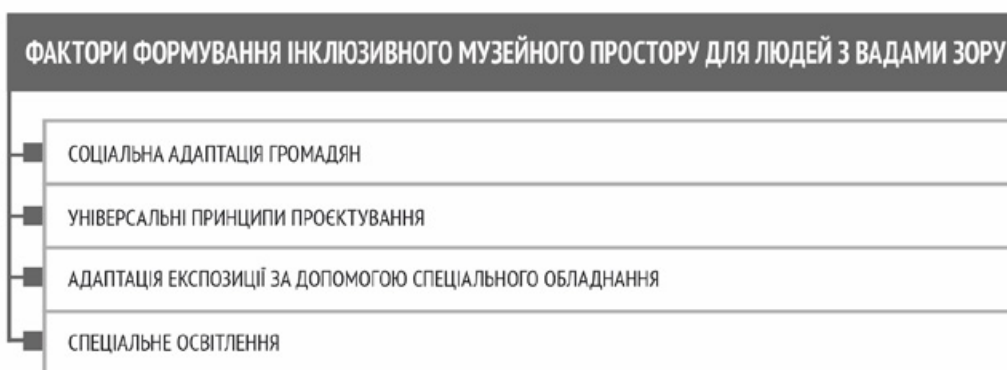 ФАКТОРИ ФОРМУВАННЯ ІНКЛЮЗИВНОГО МУЗЕЙНОГО ПРОСТОРУ ДЛЯ ЛЮДЕЙ З ВАДАМИ ЗОРУ
СОЦІАЛЬНА АДАПТАЦІЯ ГРОМАДЯН
УНІВЕРСАЛЬНІ ПРИНЦИПИ ПРОЄКТУВАННЯ
АДАПТАЦІЯ ЕКСПОЗИЦІЇ ЗА ДОПОМОГОЮ СПЕЦІАЛЬНОГО ОБЛАДНАННЯ
СПЕЦІАЛЬНЕ ОСВІТЛЕННЯ